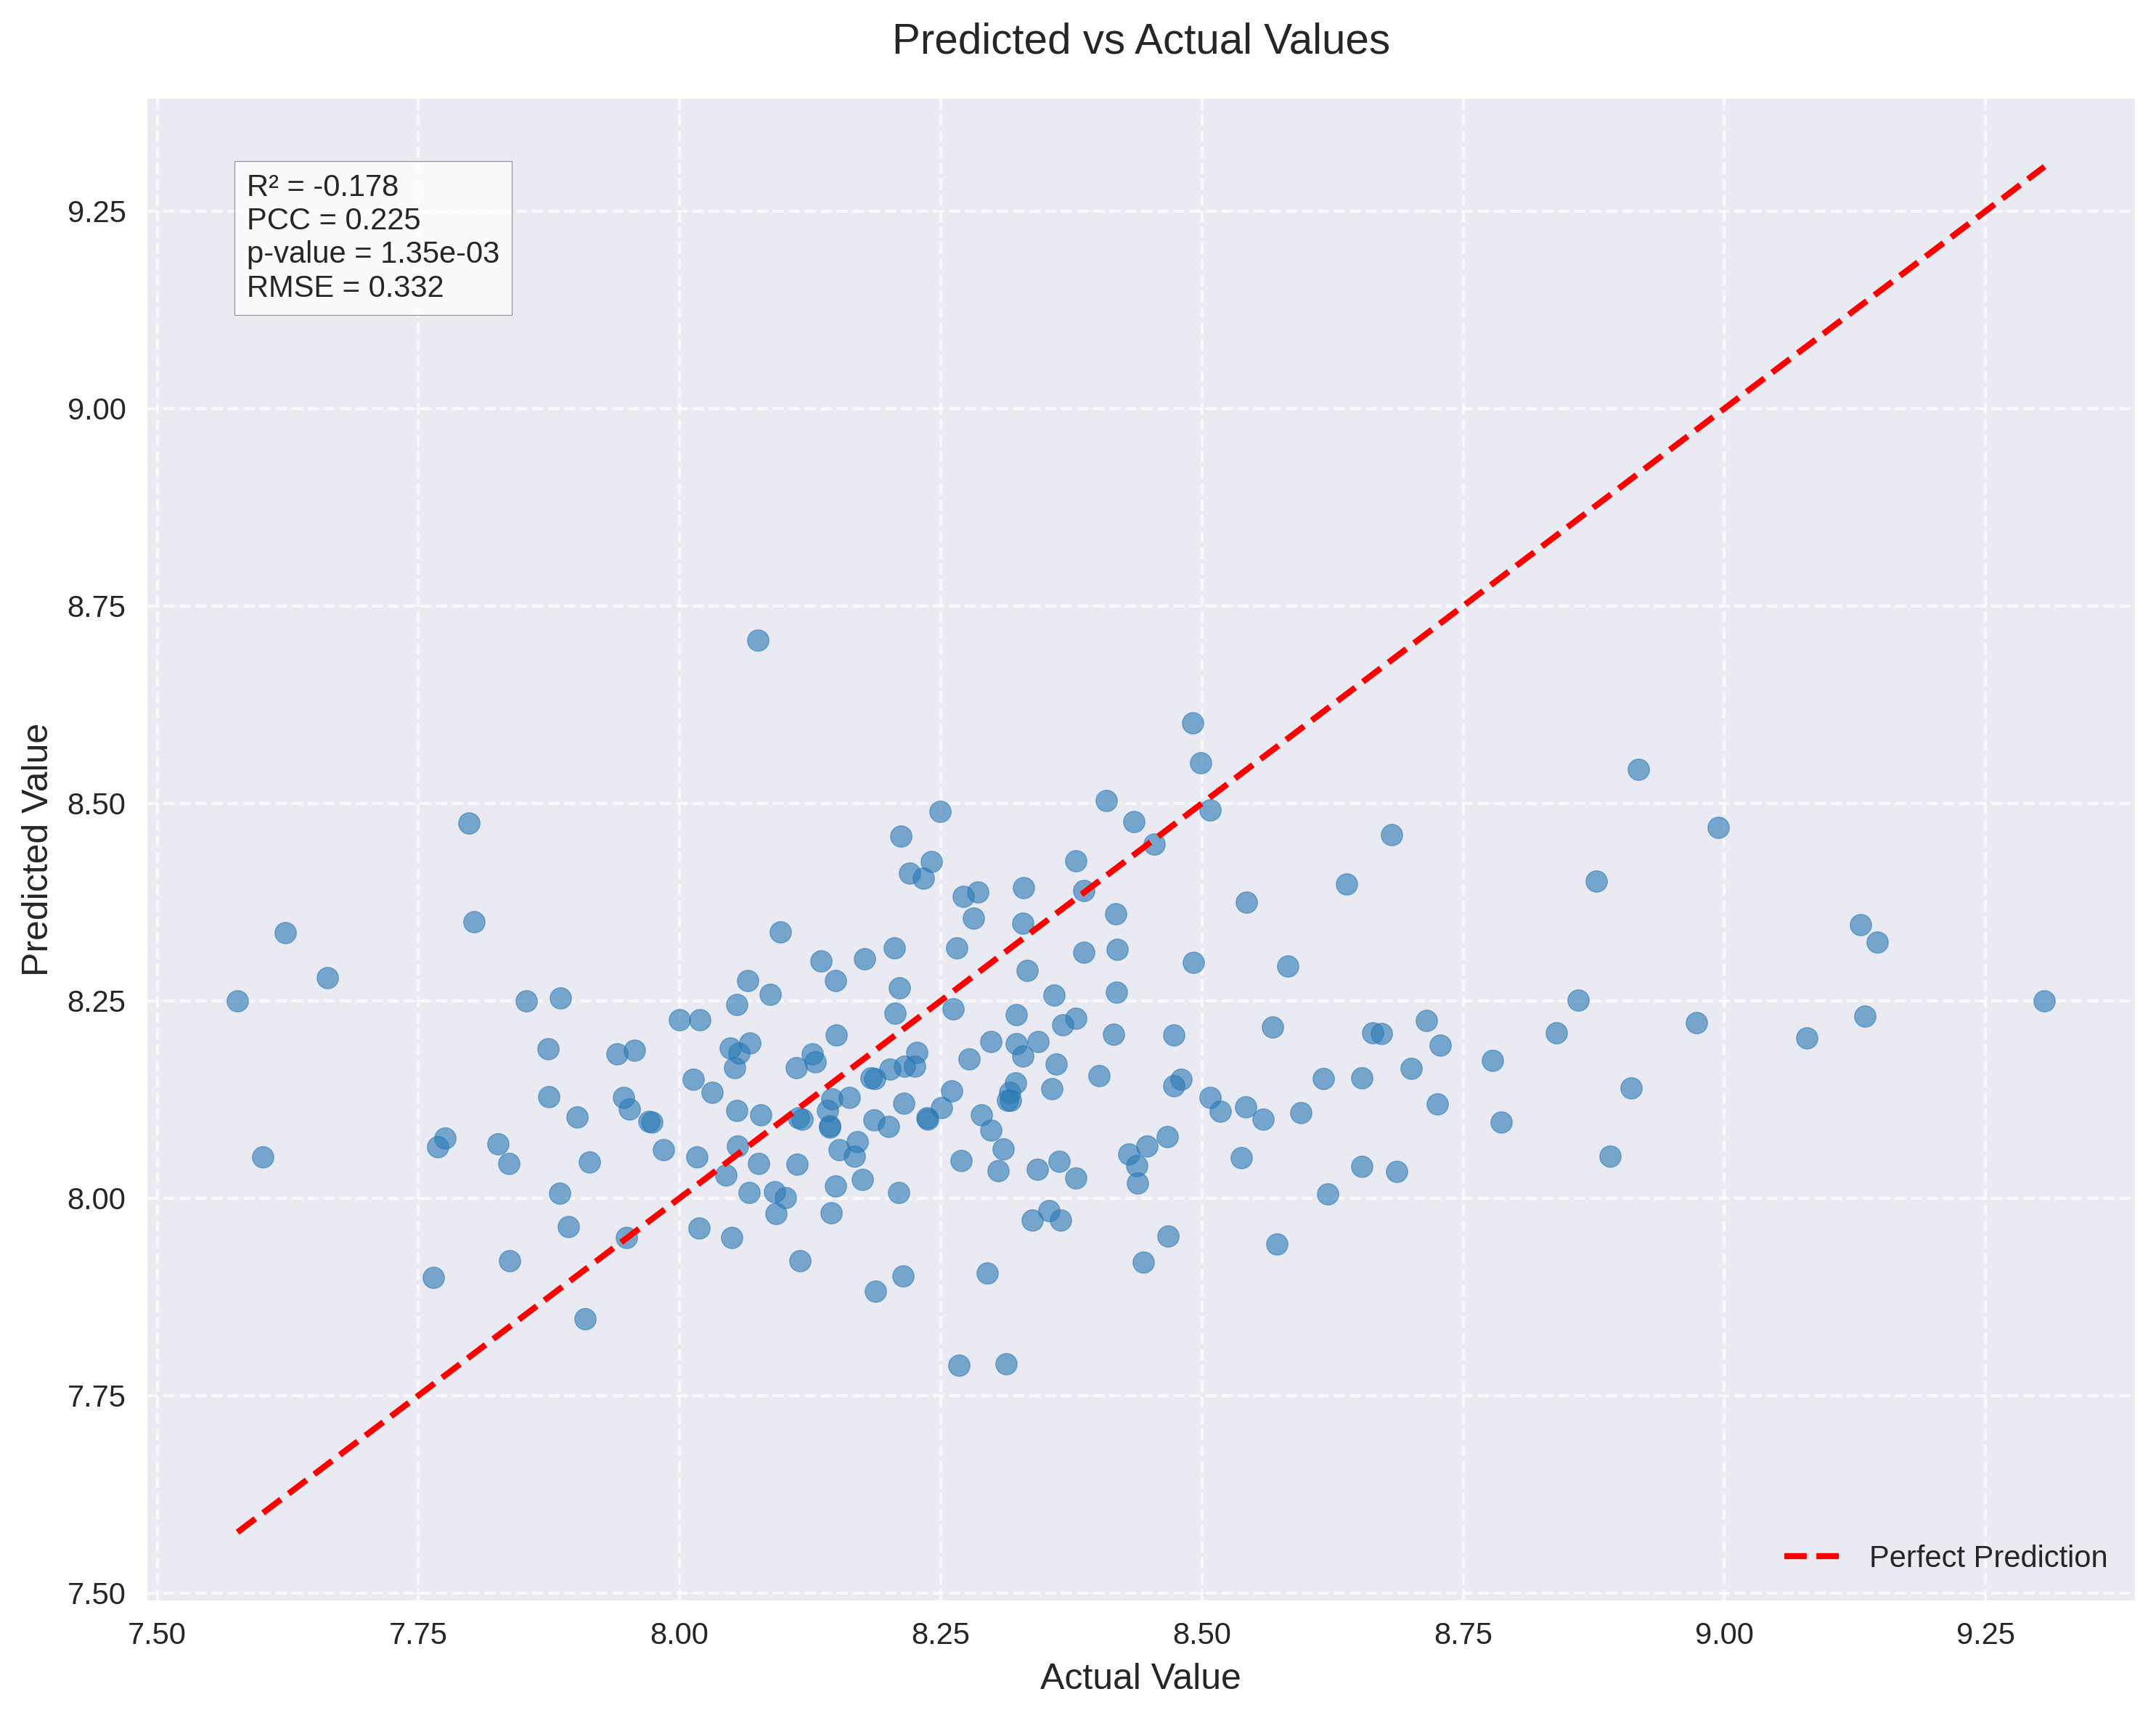 Predicted vs Actual Values
R² = -0.178
PCC = 0.225
p-value = 1.35e-03
RMSE = 0.332
Predicted Value
9.25
9.00
8.75
8.50
8.25
8.00
7.75
7.50
Perfect Prediction
7.50 7.75 8.00 8.25 8.50 8.75 9.00 9.25
Actual Value